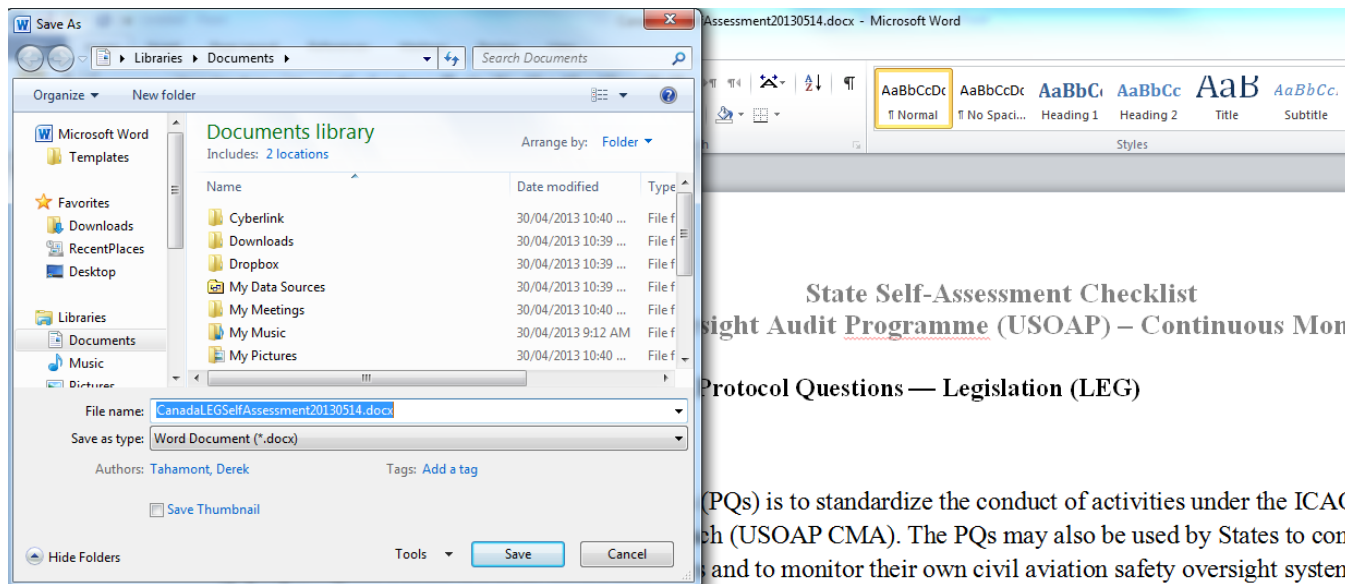 Save As
Assessment20130514.docx - Microsoft Word
Libraries Documents
Search Documents
Organize New folder
Microsoft Word
Templates
Favorites
Downloads
RecentPlaces
Desktop
Libraries
Documents
Music
Pictures
Documents library
Includes: 2 locations
Arrange by: Folder
Name Date modified Type
Cyberlink 30/04/2013 10:40 ... File f
Downloads 30/04/2013 10:39 ... File f
Dropbox 30/04/2013 10:39 ... File f
My Data Sources 30/04/2013 10:39 ... File f
My Meetings 30/04/2013 10:40 ... File f
My Music 30/04/2013 9:12 AM File f
My Pictures 30/04/2013 10:40 ... File f
File name: CanadaLEGSelfAssessment20130514.docx
Save as type: Word Document (*.docx)
Authors: Tahamont, Derek Tags: Add a tag
Save Thumbnail
Hide Folders Tools Save Cancel
AaBbCcDc AaBbCcDc AaBbC AaBbCc AaB AaBbCc.
¶ Normal ¶ No Spaci... Heading 1 Heading 2 Title Subtitle
Styles
State Self-Assessment Checklist
sight Audit Programme (USOAP) – Continuous Mon
Protocol Questions — Legislation (LEG)
(PQs) is to standardize the conduct of activities under the ICAO
ch (USOAP CMA). The PQs may also be used by States to con
s and to monitor their own civil aviation safety oversight system